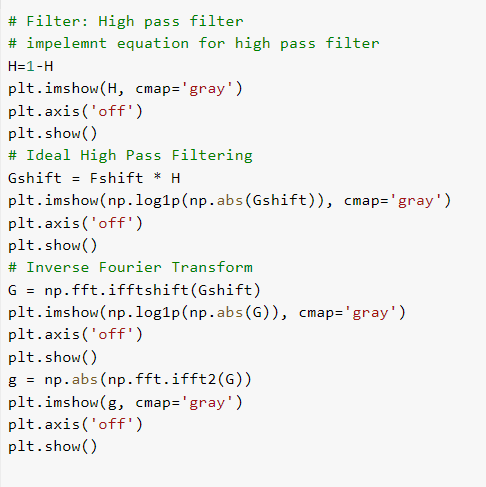 # Filter: High pass filter
# impelemnt equation for high pass filter
H=1-H
plt.imshow(H, cmap='gray')
plt.axis('off')
plt.show()
# Ideal High Pass Filtering
Gshift = Fshift * H
plt.imshow(np.log1p(np.abs(Gshift)), cmap='gray')
plt.axis('off')
plt.show()
# Inverse Fourier Transform
G = np.fft.ifftshift(Gshift)
plt.imshow(np.log1p(np.abs(G)), cmap='gray')
plt.axis('off')
plt.show()
g = np.abs(np.fft.ifft2(G))
plt.imshow(g, cmap='gray')
plt.axis('off')
plt.show()